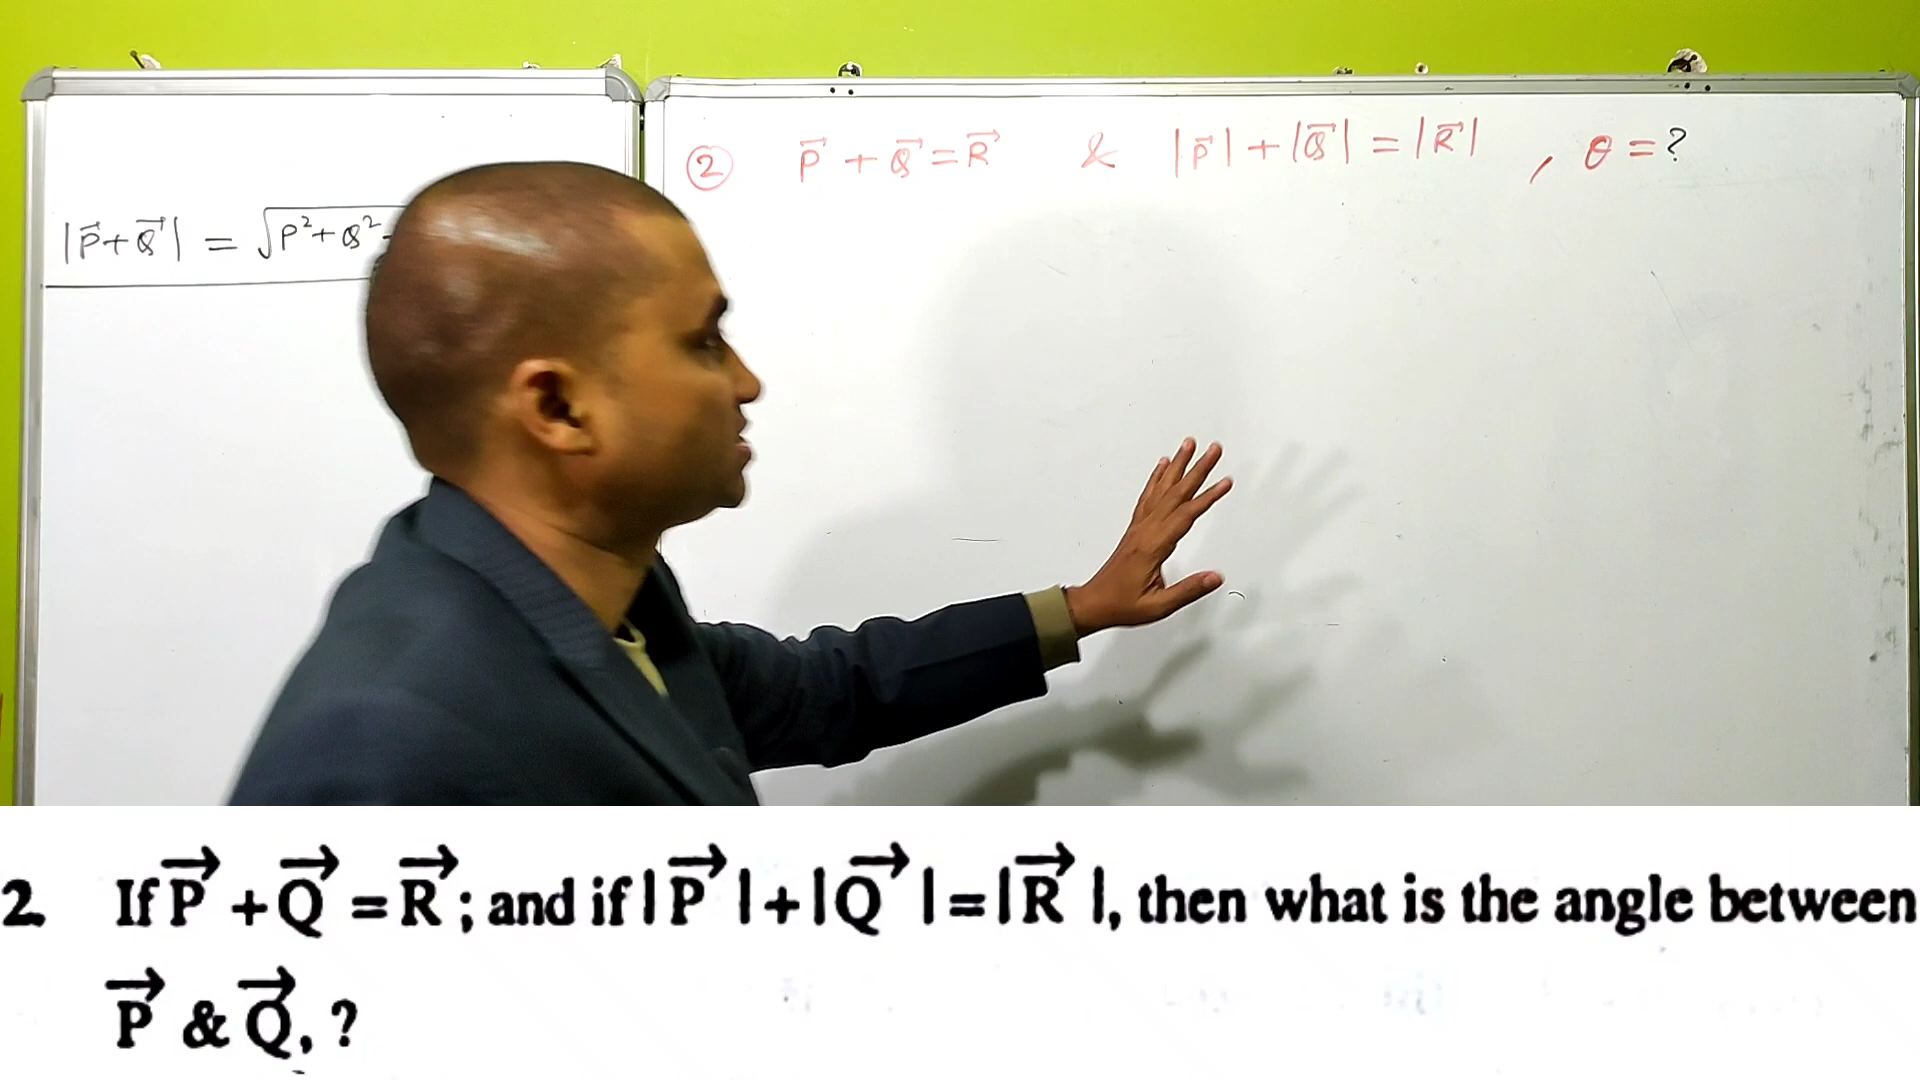 ② P⃗ + Q⃗ = R⃗ & |P⃗| + |Q⃗| = |R⃗| , θ = ?
|P⃗+Q⃗| = √P²+Q²-
2. If P⃗ + Q⃗ = R⃗ ; and if | P⃗ | + | Q⃗ | = | R⃗ |, then what is the angle between
P⃗ & Q⃗, ?